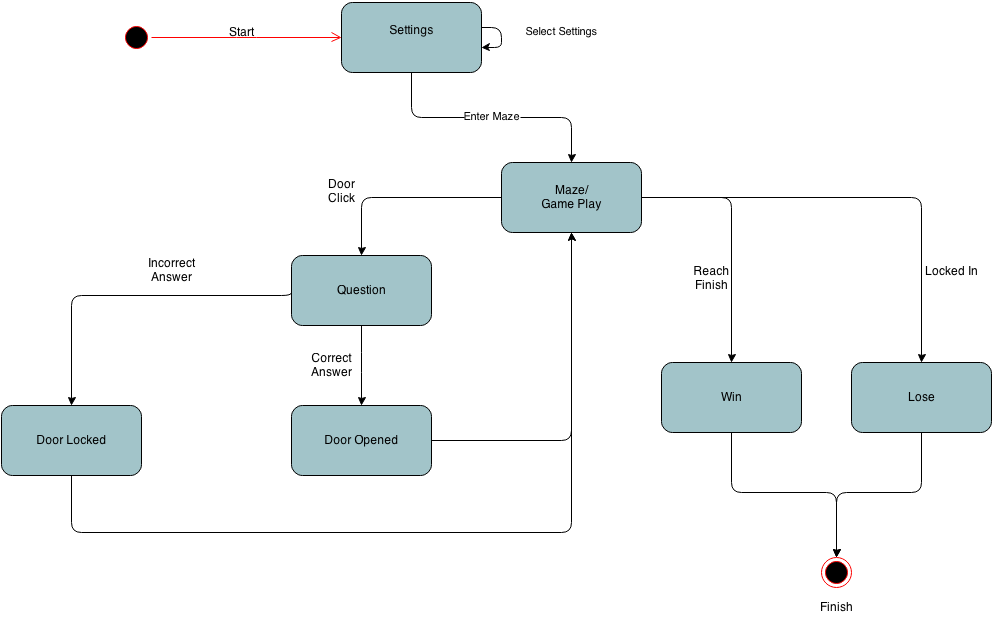 Start
Settings
Select Settings
Enter Maze
Door
Click
Maze/
Game Play
Incorrect
Answer
Question
Reach
Finish
Locked In
Correct
Answer
Win
Lose
Door Locked
Door Opened
Finish